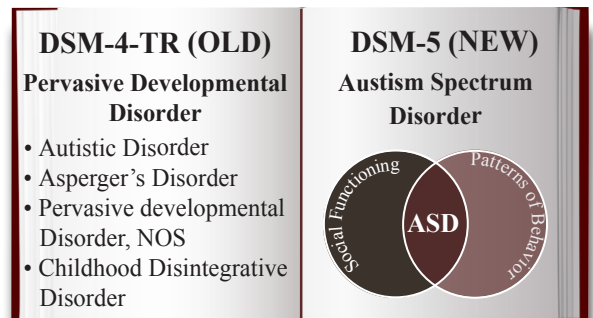 DSM-4-TR (OLD)
Pervasive Developmental
Disorder
• Autistic Disorder
• Asperger's Disorder
• Pervasive developmental
Disorder, NOS
• Childhood Disintegrative
Disorder
DSM-5 (NEW)
Austism Spectrum
Disorder
Social Functioning
ASD
Patterns of Behavior